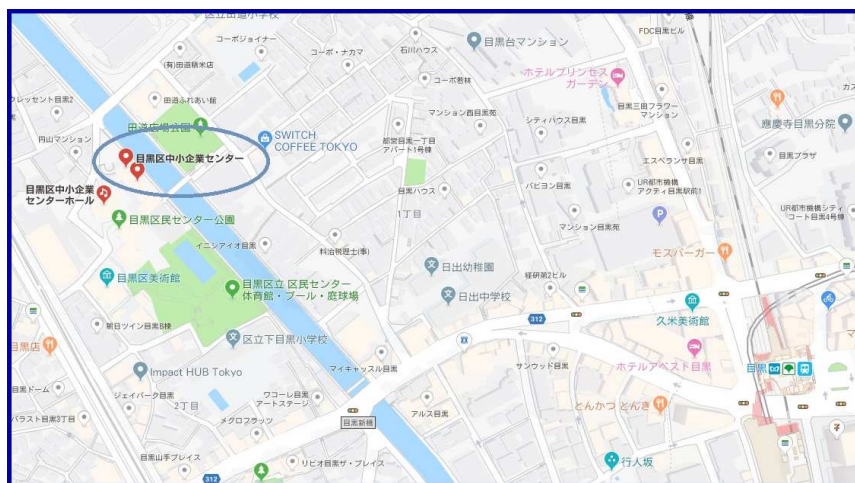 区立田道小学校
コーポジョイナー
コーポ・ナカマ
石川ハウス
目黒台マンション
FDC目黒ビル
(有)田道精米店
コーポ若林
ホテルプリンセス
ガーデン
田道ふれあい館
マンション西目黒苑
シティハウス目黒
目黒三田フラワー
マンション
應慶寺目黒分院
円山マンション
田道広場公園
SWITCH
COFFEE TOKYO
都営目黒一丁目
アパート1号棟
エスペランサ目黒
目黒プラザ
目黒区中小企業センター
目黒ハウス
パピヨン目黒
UR都市機構
アクティ目黒駅前1
目黒区中小企業
センターホール
1丁目
目黒区民センター公園
マンション目黒苑
UR都市機構シティ
コート目黒4号棟
イニシアイオ目黒
料治税理士(事)
モスバーガー
目黒区美術館
日出幼稚園
経研第2ビル
目黒区立 区民センター
体育館・プール・庭球場
日出中学校
312
久米美術館
朝日ツイン目黒B棟
区立下目黒小学校
目黒店
マイキャッスル目黒
サンウッド目黒
ホテルアベスト目黒
目黒
Impact HUB Tokyo
目黒ドーム
ジェイパーク目黒
2丁目
ワコーレ目黒
アートステージ
とんかつ とんき
パラスト目黒3丁目
メグロフラッツ
目黒新橋
アルス目黒
目黒山手プレイス
リビオ目黒ザ・プレイス
行人坂
312